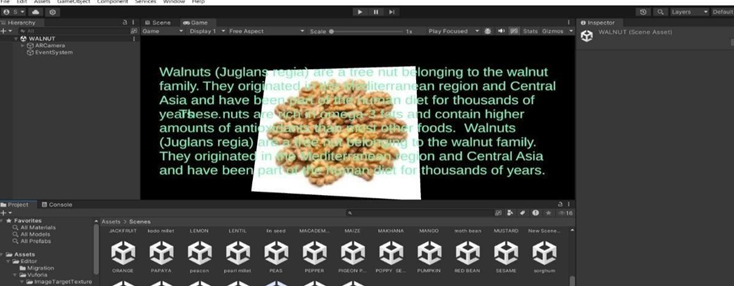 File Edit Assets GameObject Component Services Window Help
Layers Default
Hierarchy
Scene Game
Inspector
All
Game Display 1 Free Aspect Scale 1x Play Focused Stats Gizmos
WALNUT
WALNUT (Scene Asset)
ARCamera
EventSystem
Walnuts (Juglans regia) are a tree nut belonging to the walnut
family. They originated in the Mediterranean region and Central
Asia and have been part of the human diet for thousands of
years. These nuts are rich in omega-3 fats and contain higher
amounts of antioxidants than most other foods. Walnuts
(Juglans regia) are a tree nut belonging to the walnut family.
They originated in the Mediterranean region and Central Asia
and have been part of the human diet for thousands of years.
Project Console
Favorites
All Materials
All Models
All Prefabs
Assets
Editor
Migration
Vuforia
ImageTargetTexture
Assets > Scenes
JACKFRUIT kodo millet LEMON LENTIL MACADEM... MAIZE MAKHANA MANGO moth bean MUSTARD New Scene...
ORANGE PAPAYA peacon pearl millet PEAS PEPPER PIGEON P... POPPY SE... PUMPKIN RED BEAN SESAME sorghum